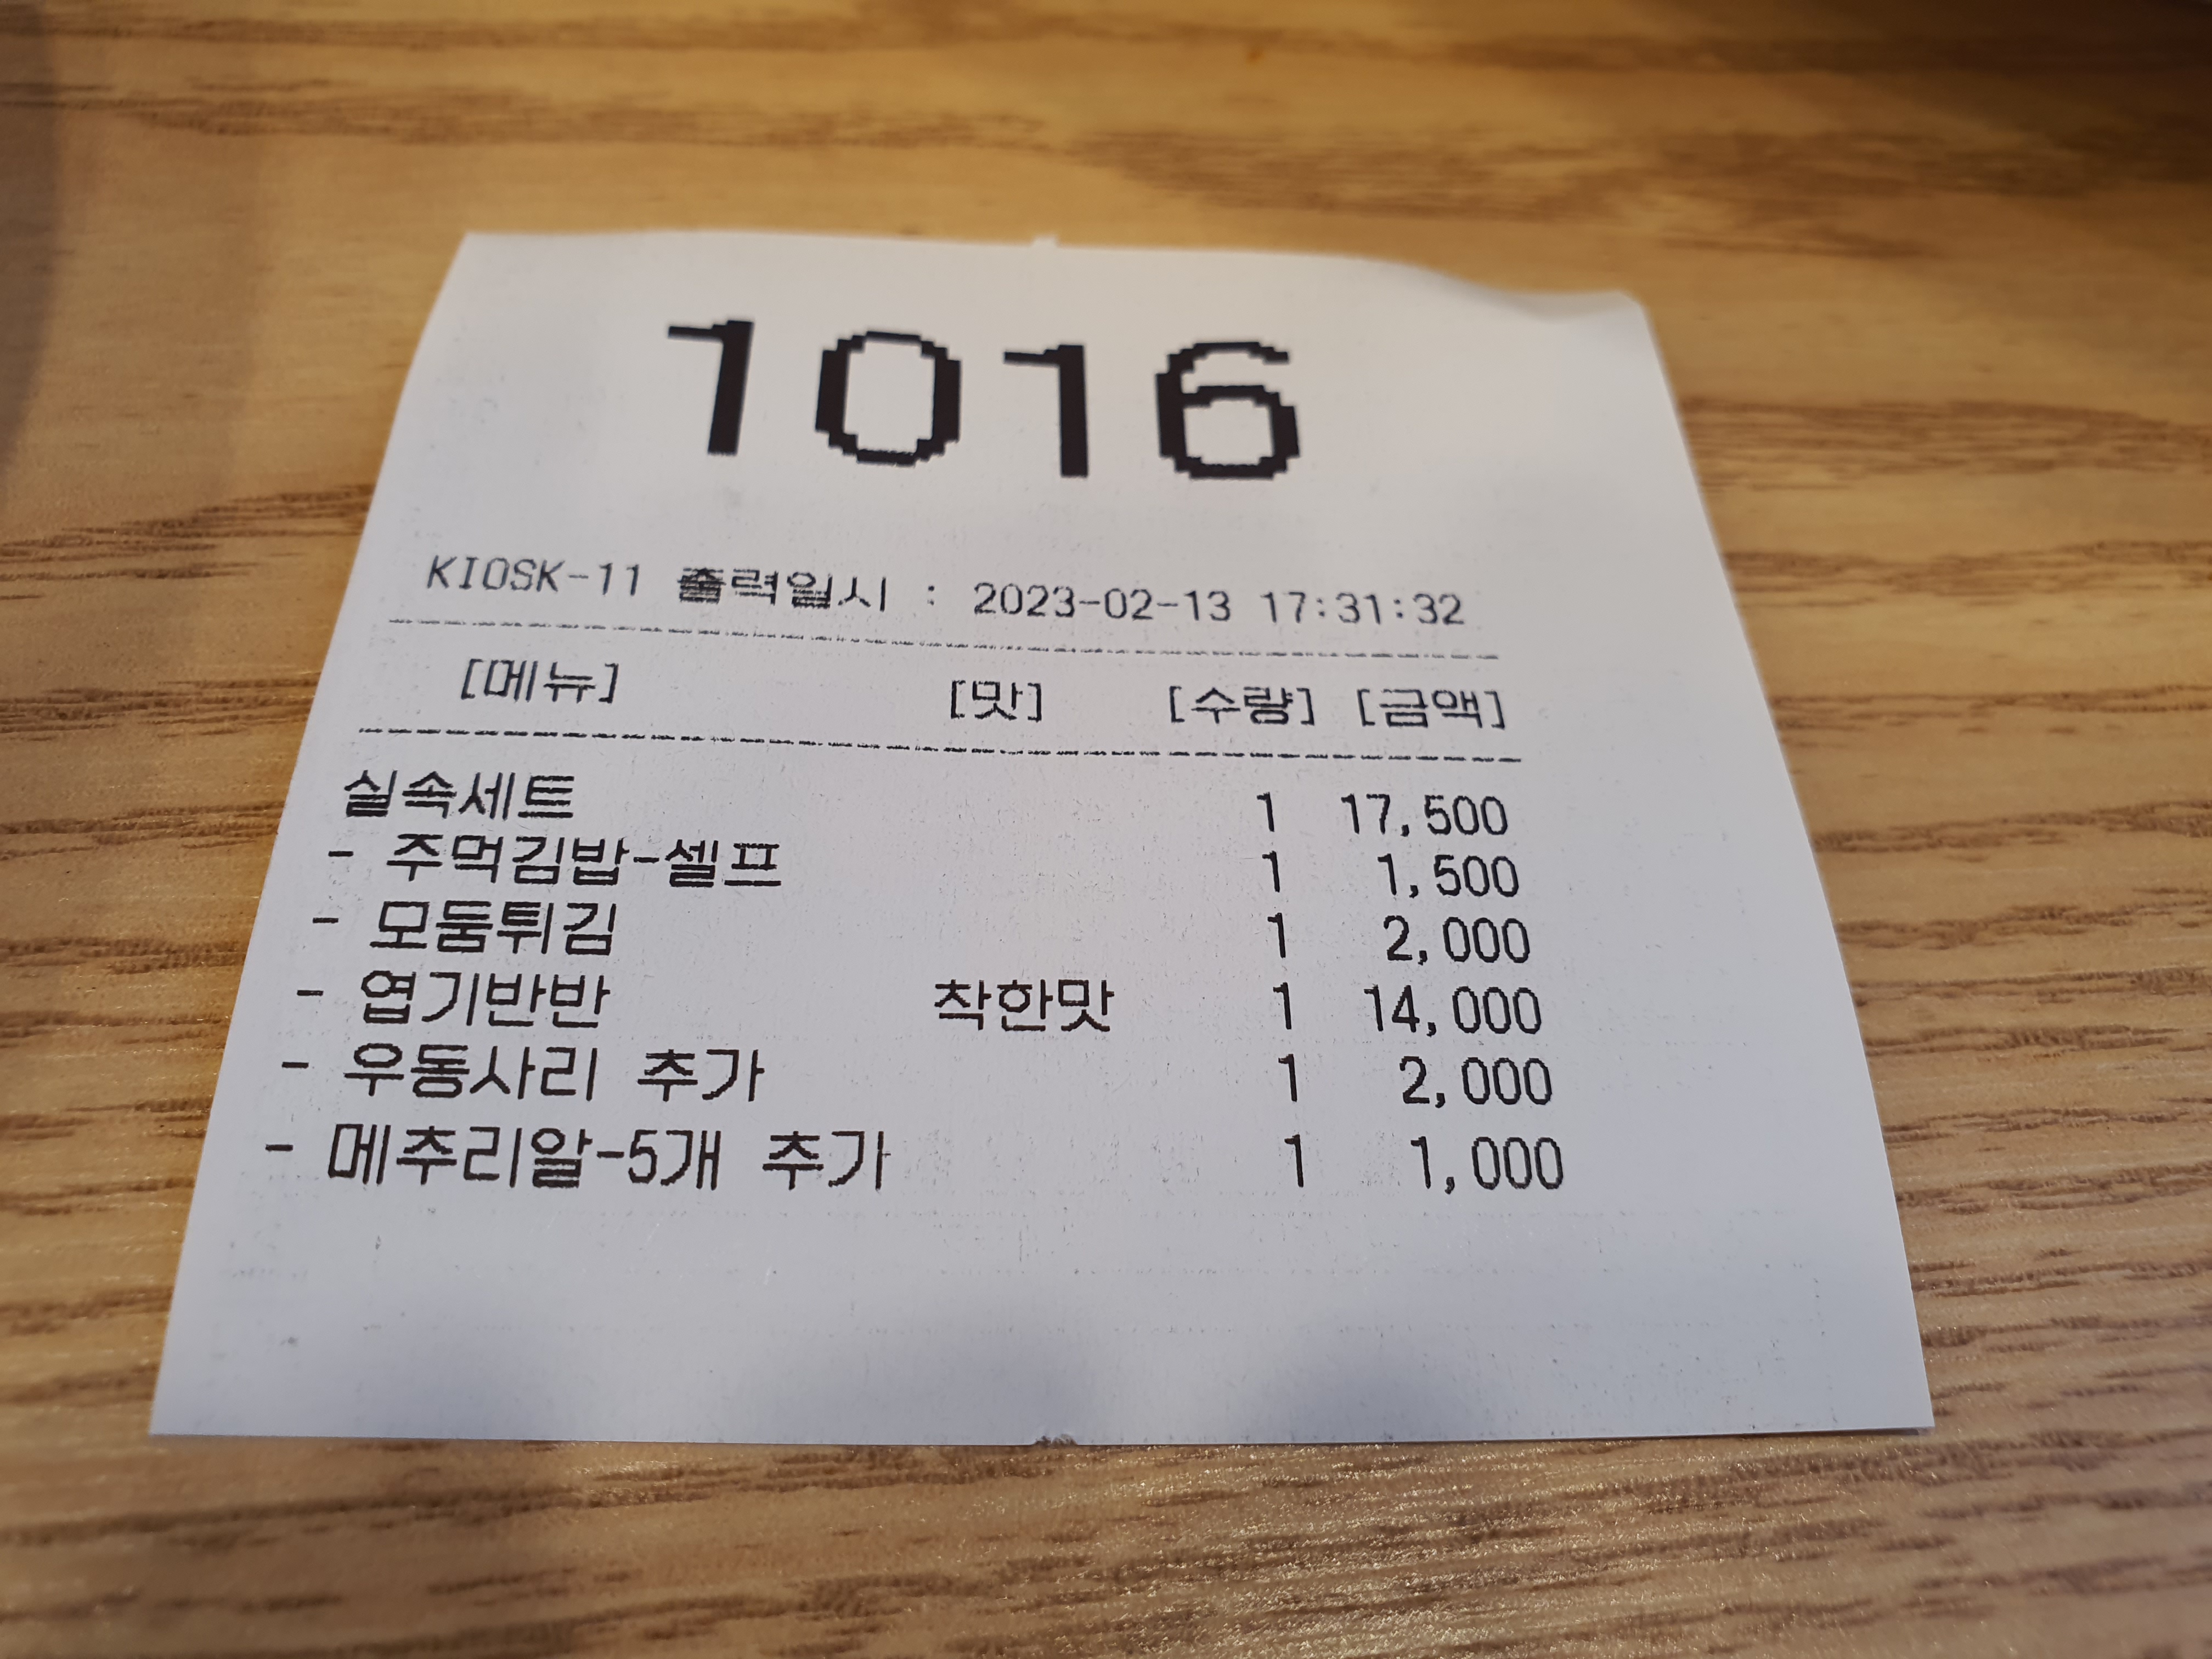 1016
KIOSK-11 출력일시 : 2023-02-13 17:31:32
[메뉴] [맛] [수량] [금액]
실속세트 1 17,500
- 주먹김밥-셀프 1 1,500
- 모둠튀김 1 2,000
- 엽기반반 착한맛 1 14,000
- 우동사리 추가 1 2,000
- 메추리알-5개 추가 1 1,000